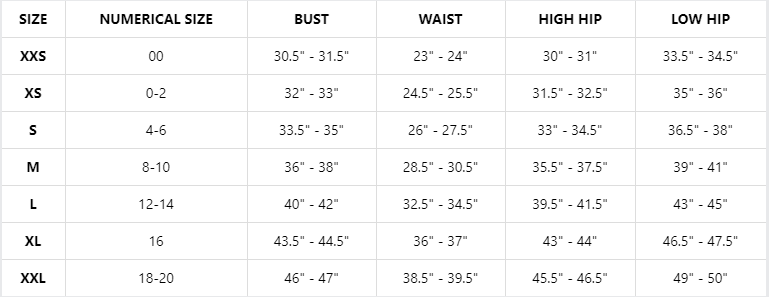 SIZE NUMERICAL SIZE BUST WAIST HIGH HIP LOW HIP
XXS 00 30.5" - 31.5" 23" - 24" 30" - 31" 33.5" - 34.5"
XS 0-2 32" - 33" 24.5" - 25.5" 31.5" - 32.5" 35" - 36"
S 4-6 33.5" - 35" 26" - 27.5" 33" - 34.5" 36.5" - 38"
M 8-10 36" - 38" 28.5" - 30.5" 35.5" - 37.5" 39" - 41"
L 12-14 40" - 42" 32.5" - 34.5" 39.5" - 41.5" 43" - 45"
XL 16 43.5" - 44.5" 36" - 37" 43" - 44" 46.5" - 47.5"
XXL 18-20 46" - 47" 38.5" - 39.5" 45.5" - 46.5" 49" - 50"